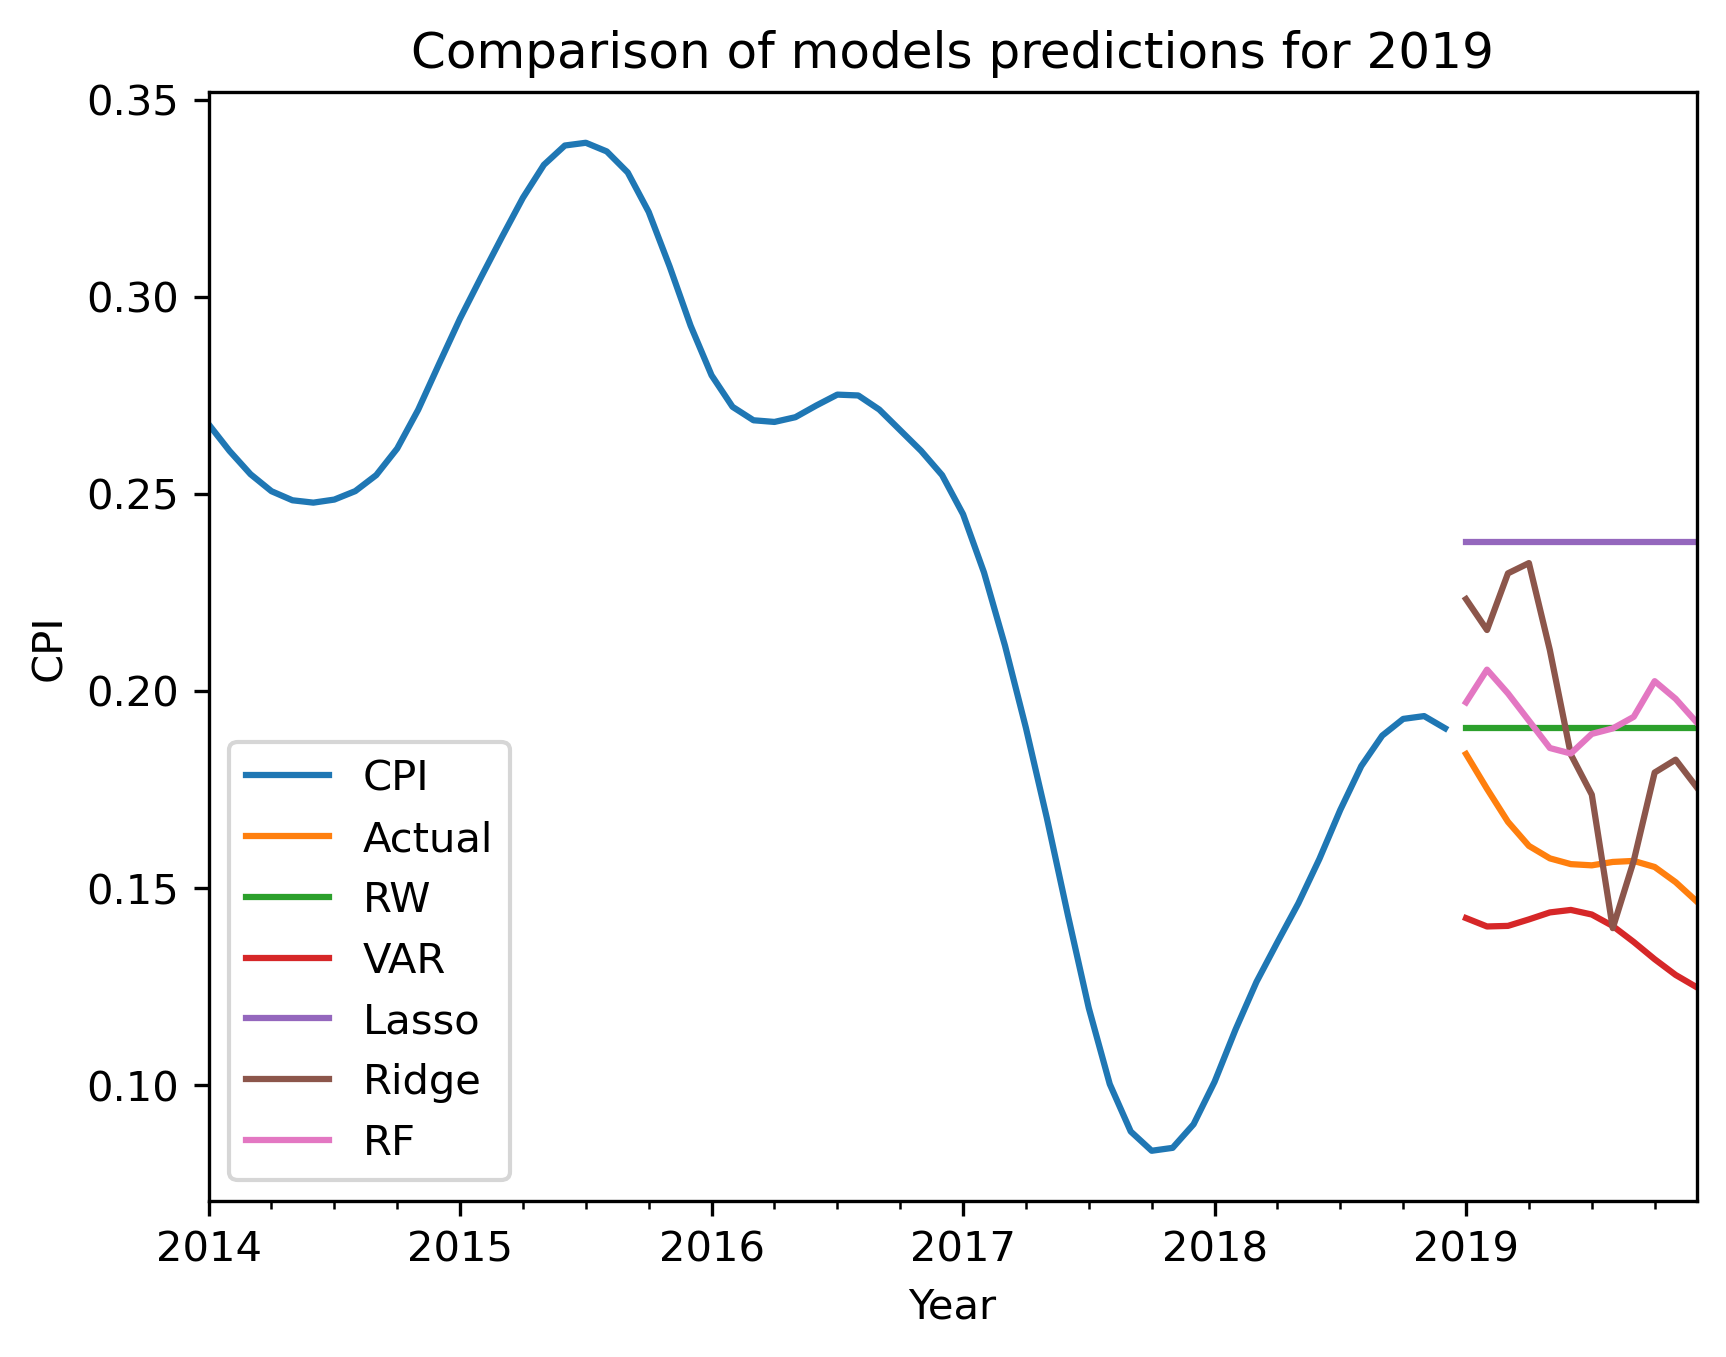 Comparison of models predictions for 2019
0.35
0.30
0.25
0.20
0.15
0.10
CPI
CPI
Actual
RW
VAR
Lasso
Ridge
RF
2014 2015 2016 2017 2018 2019
Year